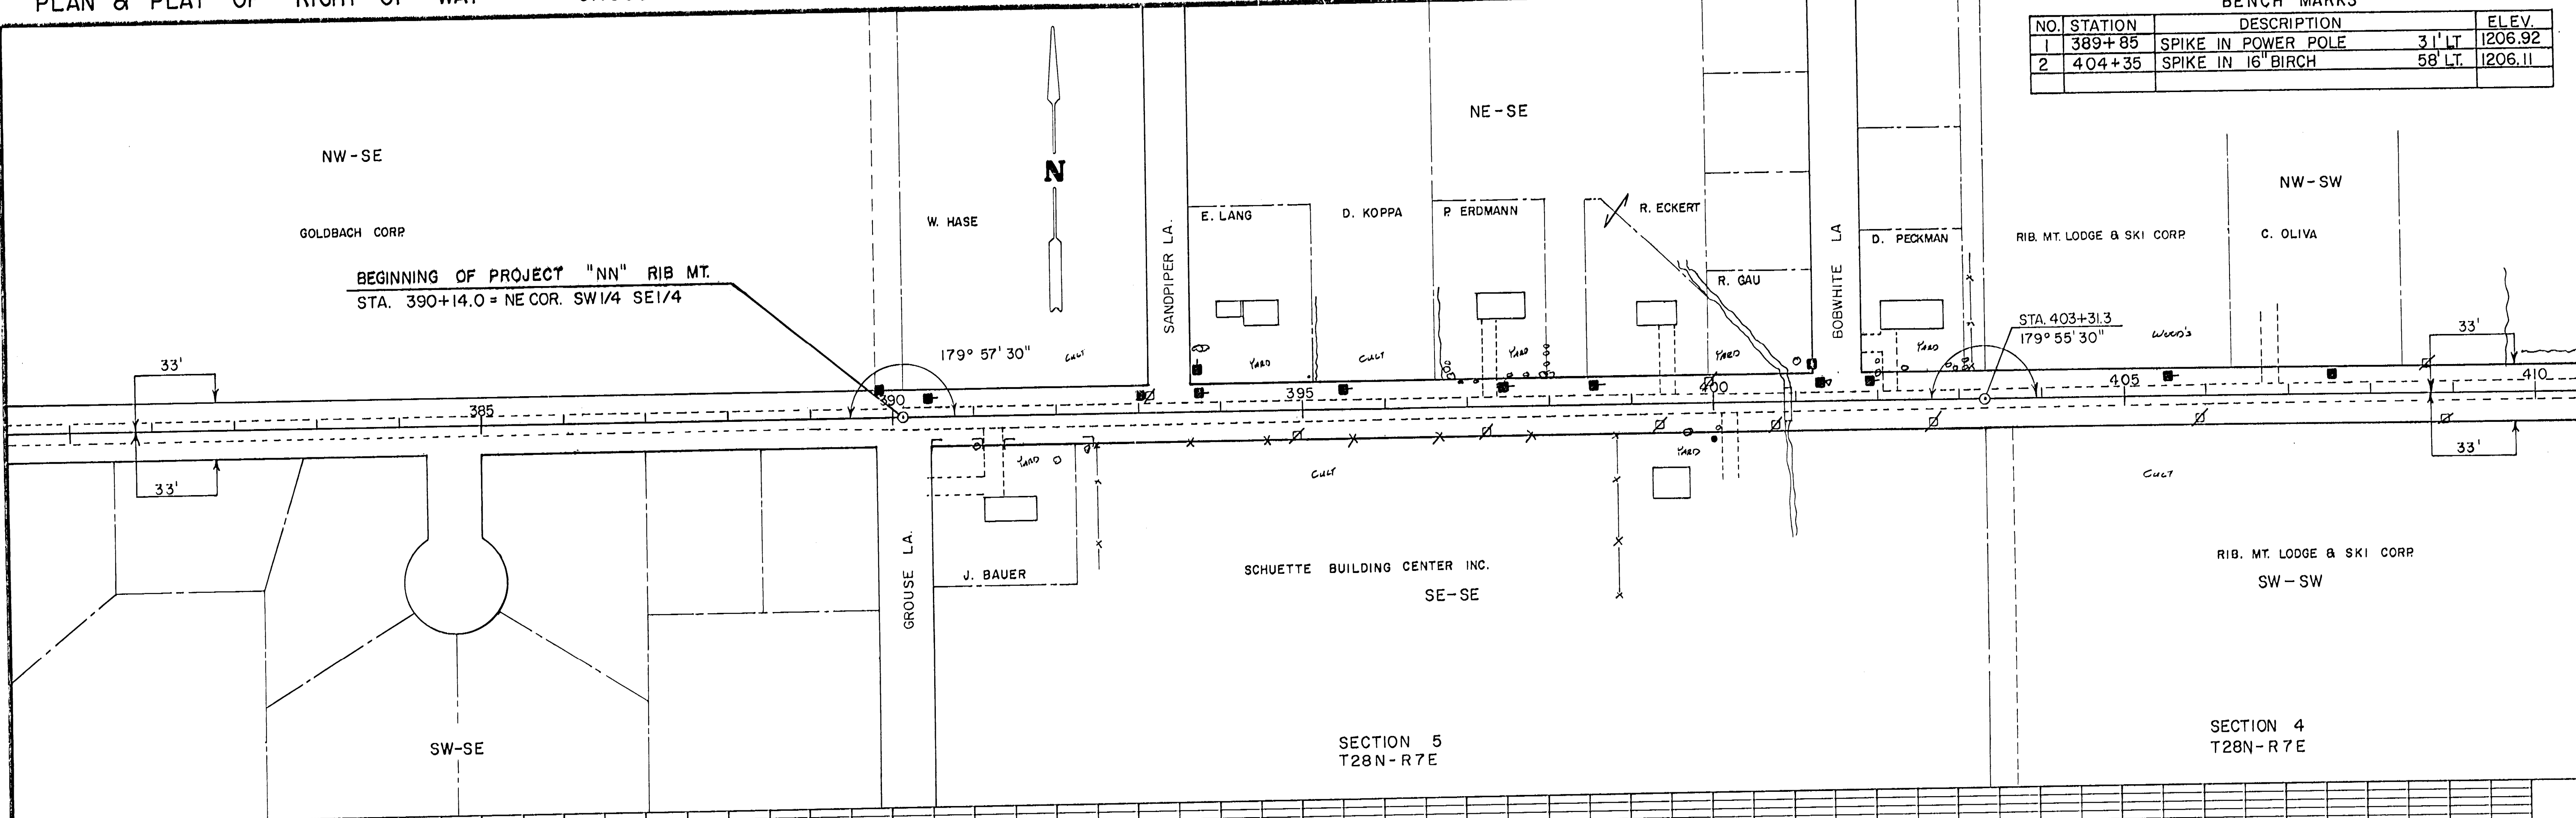 PLAN & PLAT OF RIGHT OF WAY
BENCH MARKS
NO. STATION DESCRIPTION ELEV.
1 389+85 SPIKE IN POWER POLE 31' LT 1206.92
2 404+35 SPIKE IN 16" BIRCH 58' LT. 1206.11
NW-SE
GOLDBACH CORP.
BEGINNING OF PROJECT "NN" RIB MT.
STA. 390+14.0 = NE COR. SW1/4 SE1/4
W. HASE
N
179° 57' 30"
CULT
SANDPIPER LA.
NE-SE
E. LANG
D. KOPPA
P. ERDMANN
R. ECKERT
R. GAU
YARD
CULT
YARD
YARD
BOBWHITE LA
D. PECKMAN
YARD
RIB. MT. LODGE & SKI CORP.
NW-SW
C. OLIVA
STA. 403+31.3
179° 55' 30"
WOOD'S
33'
33'
385
390
395
400
405
410
33'
33'
YARD
J. BAUER
GROUSE LA.
CULT
YARD
SCHUETTE BUILDING CENTER INC.
SE-SE
CULT
RIB. MT. LODGE & SKI CORP.
SW-SW
SW-SE
SECTION 5
T28N-R7E
SECTION 4
T28N-R7E